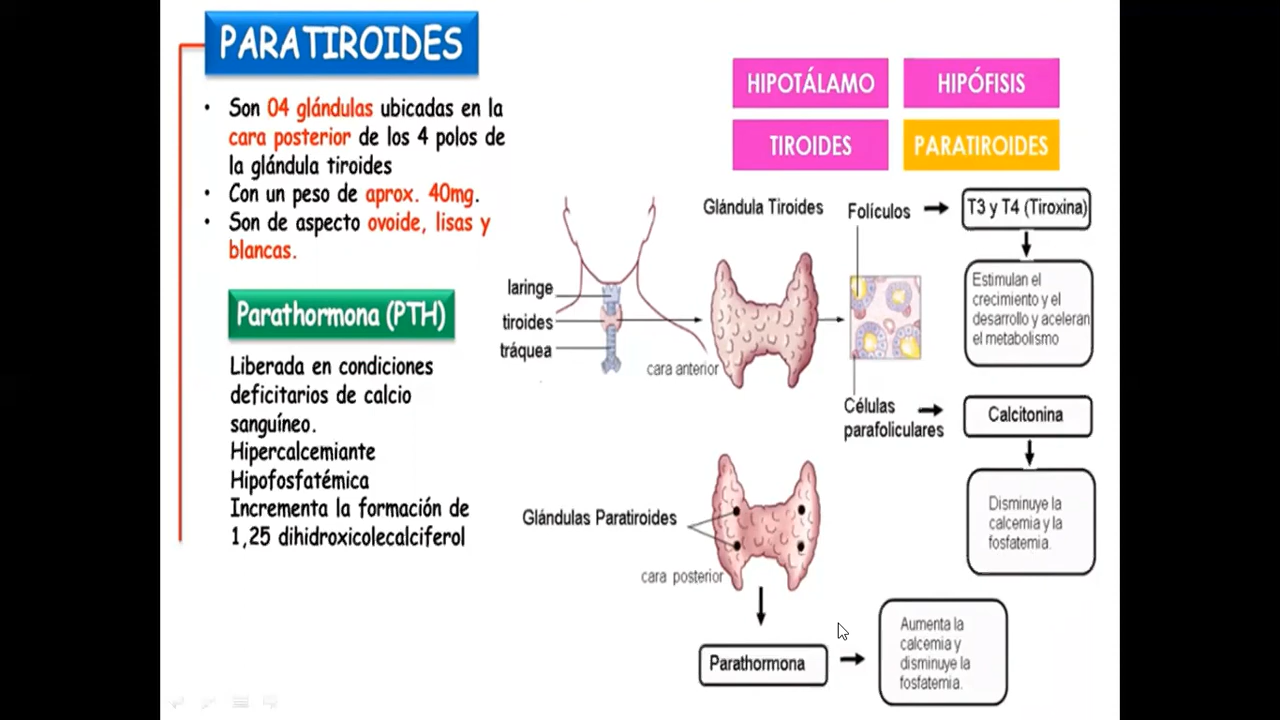 PARATIROIDES
• Son 04 glándulas ubicadas en la
cara posterior de los 4 polos de
la glándula tiroides
• Con un peso de aprox. 40mg.
• Son de aspecto ovoide, lisas y
blancas.
Parathormona (PTH)
Liberada en condiciones
deficitarios de calcio
sanguíneo.
Hipercalcemiante
Hipofosfatémica
Incrementa la formación de
1,25 dihidroxicolecalciferol
HIPOTÁLAMO
HIPÓFISIS
TIROIDES
PARATIROIDES
Glándula Tiroides
Folículos
T3 y T4 (Tiroxina)
laringe
tiroides
tráquea
cara anterior
Estimulan el
crecimiento y el
desarrollo y aceleran
el metabolismo
Células
parafoliculares
Calcitonina
Disminuye la
calcemia y la
fosfatemia.
Glándulas Paratiroides
cara posterior
Parathormona
Aumenta la
calcemia y
disminuye la
fosfatemia.